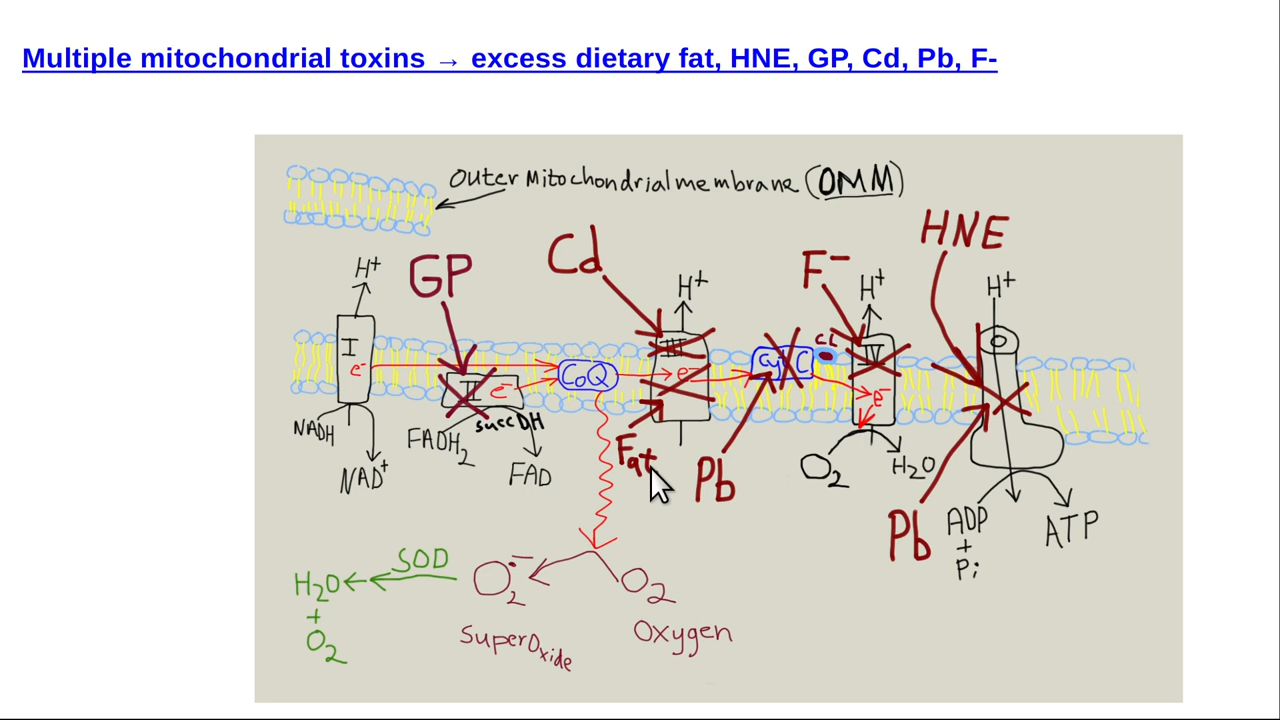 Multiple mitochondrial toxins → excess dietary fat, HNE, GP, Cd, Pb, F-
Outer Mitochondrial membrane (OMM)
HNE
Cd
F⁻
GP
H+
H+
H+
H+
I
e-
II
e-
CoQ
III
e-
Cyt C
CL
IV
e-
O
NADH
NAD+
FADH2
succDH
FAD
Fat
Pb
O2
H2O
Pb
ADP
+
Pi
ATP
SOD
H2O
+
O2
O2∸
SuperOxide
O2
Oxygen